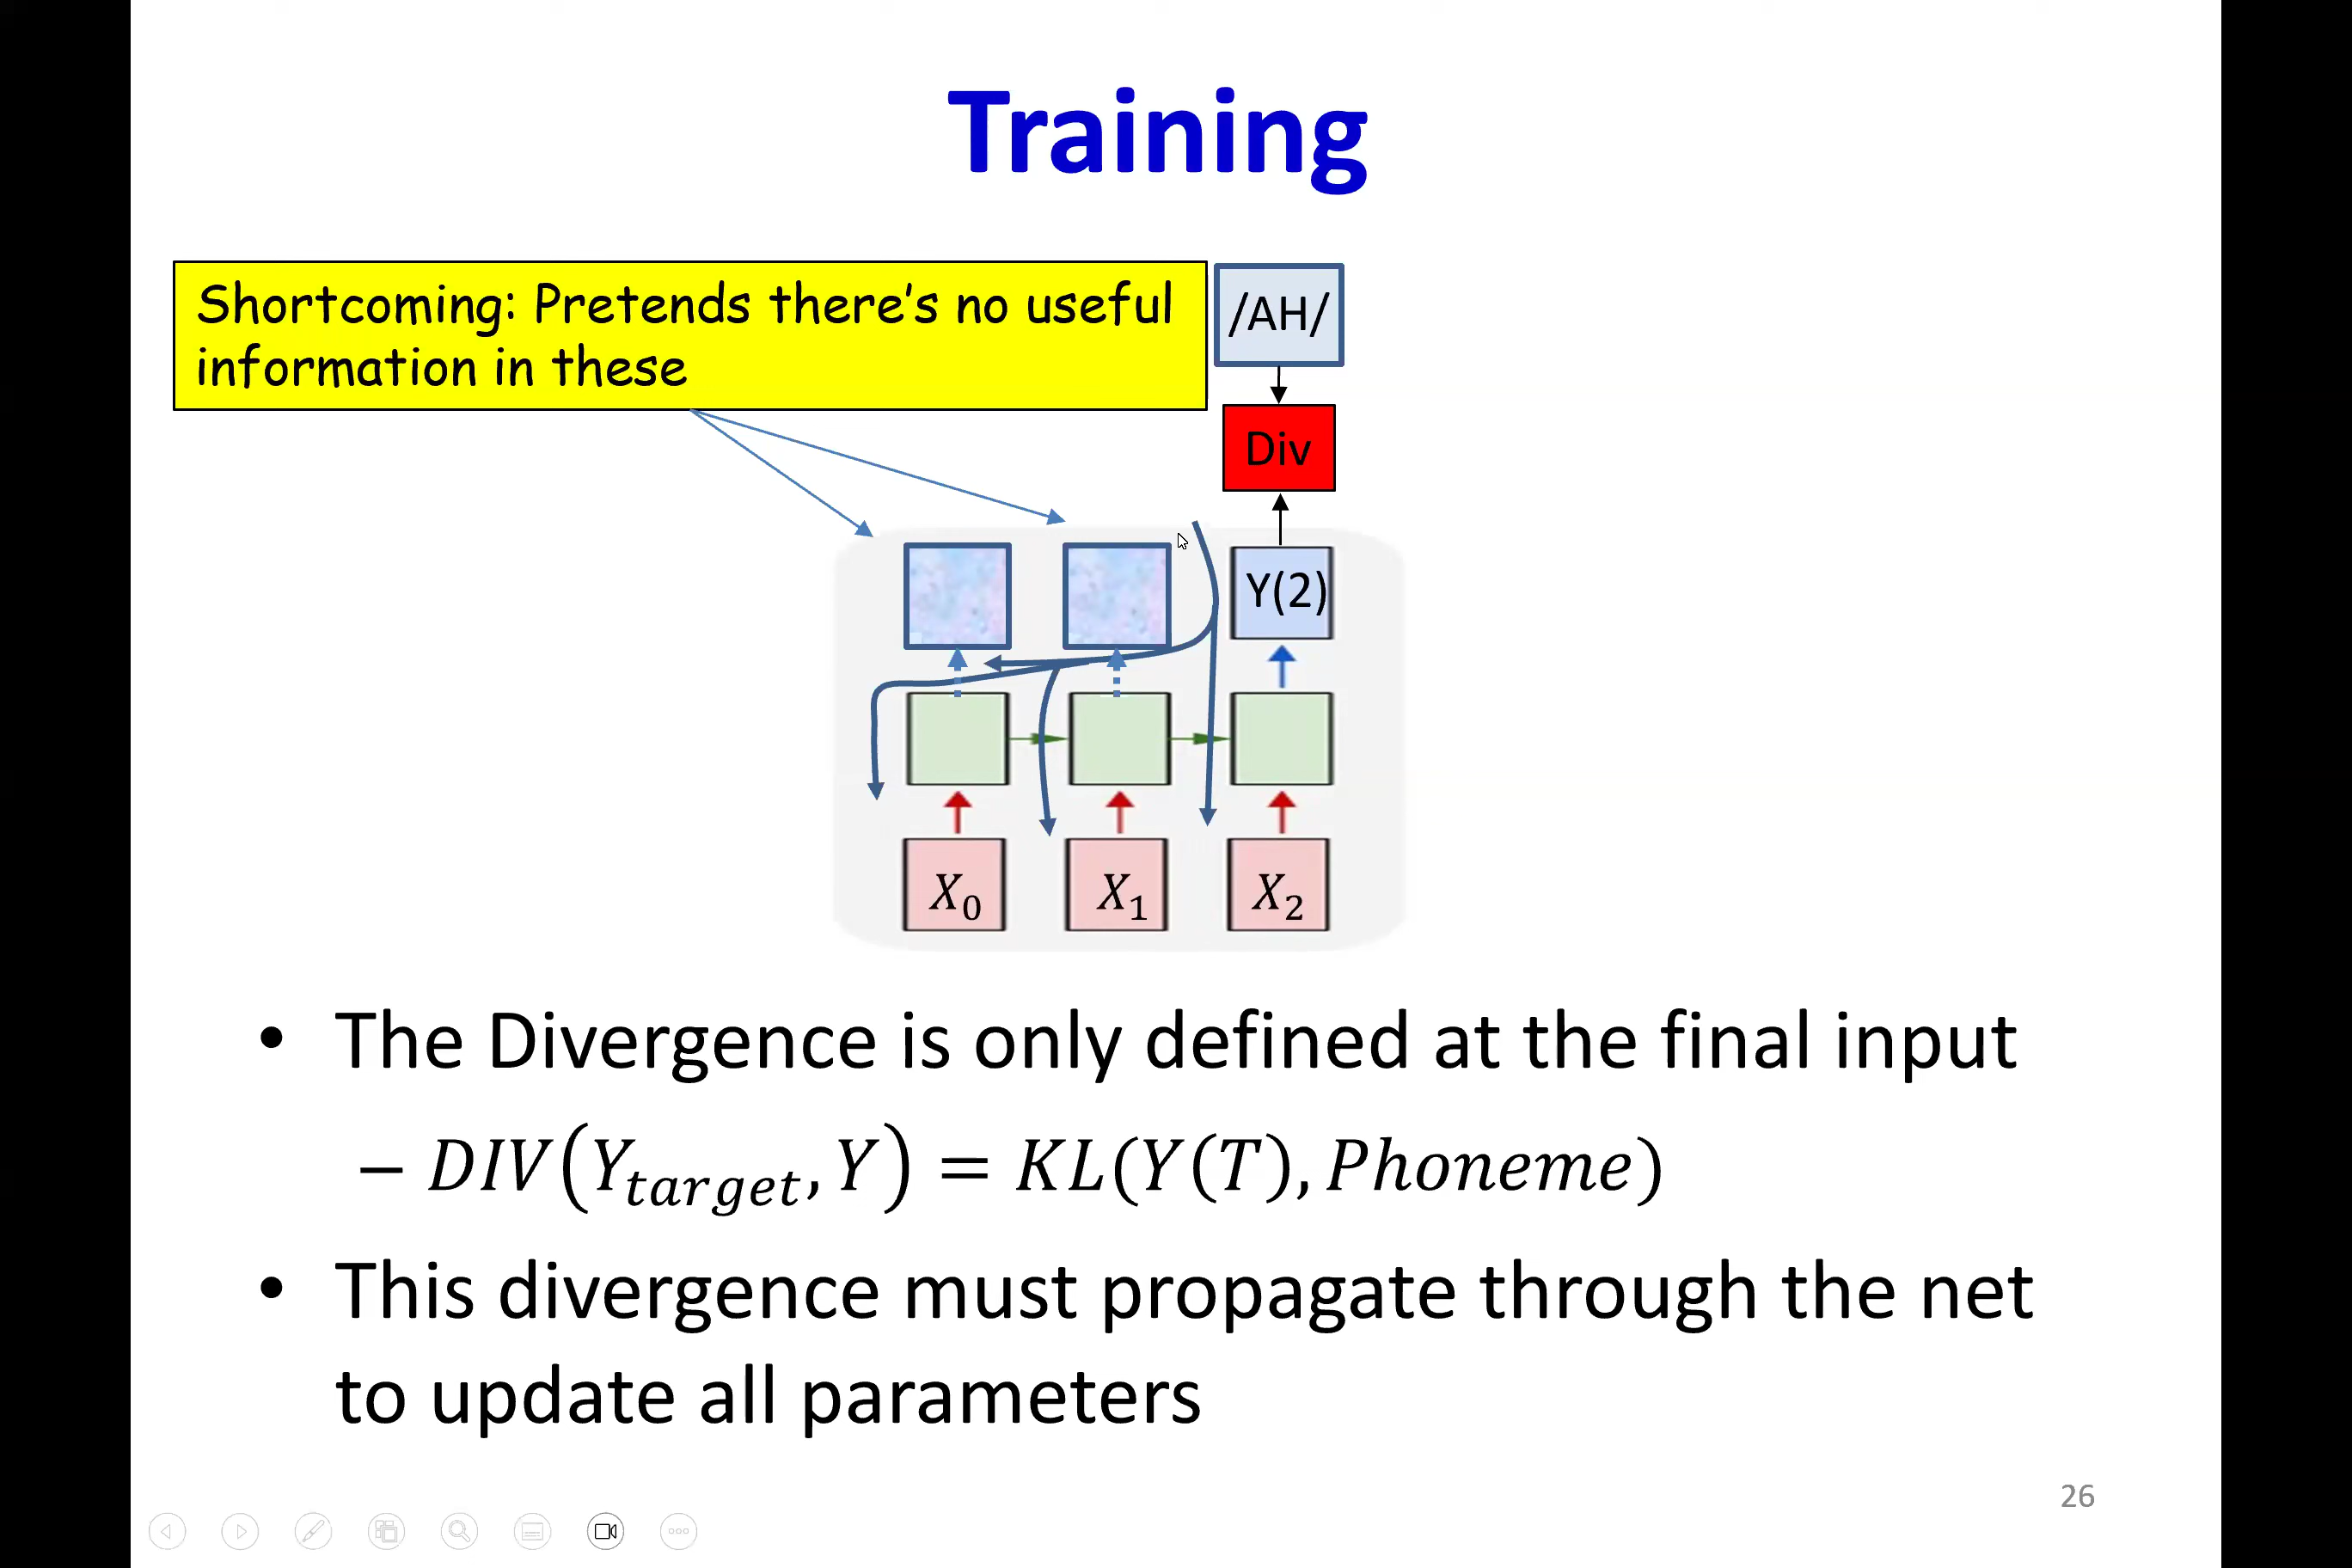 Training
Shortcoming: Pretends there's no useful
information in these
/AH/
Div
Y(2)
X₀ X₁ X₂
• The Divergence is only defined at the final input
– DIV(Y_target, Y) = KL(Y(T), Phoneme)
• This divergence must propagate through the net
to update all parameters
26